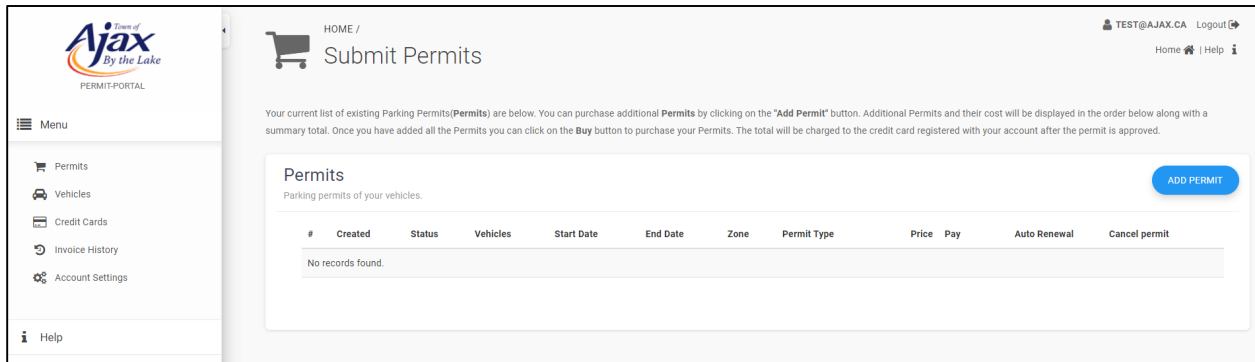 Town of
Ajax
By the Lake
PERMIT-PORTAL
Menu
Permits
Vehicles
Credit Cards
Invoice History
Account Settings
i Help
HOME /
Submit Permits
TEST@AJAX.CA Logout
Home | Help i
Your current list of existing Parking Permits(Permits) are below. You can purchase additional Permits by clicking on the "Add Permit" button. Additional Permits and their cost will be displayed in the order below along with a
summary total. Once you have added all the Permits you can click on the Buy button to purchase your Permits. The total will be charged to the credit card registered with your account after the permit is approved.
Permits
Parking permits of your vehicles.
ADD PERMIT
# Created Status Vehicles Start Date End Date Zone Permit Type Price Pay Auto Renewal Cancel permit
No records found.